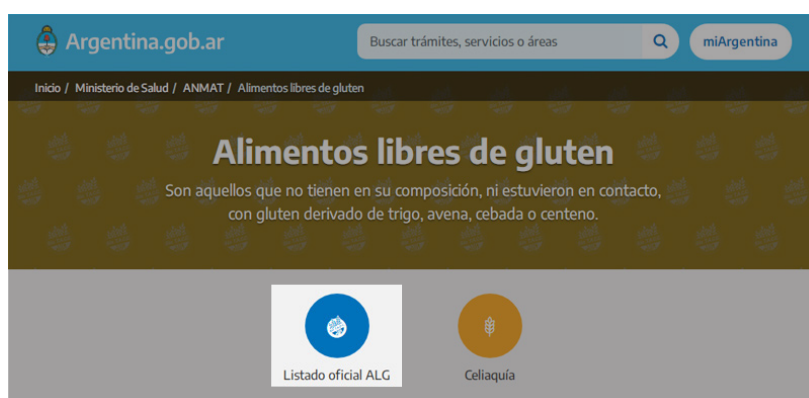 Argentina.gob.ar
Buscar trámites, servicios o áreas
miArgentina
Inicio / Ministerio de Salud / ANMAT / Alimentos libres de gluten
Alimentos libres de gluten
Son aquellos que no tienen en su composición, ni estuvieron en contacto,
con gluten derivado de trigo, avena, cebada o centeno.
Listado oficial ALG
Celiaquía